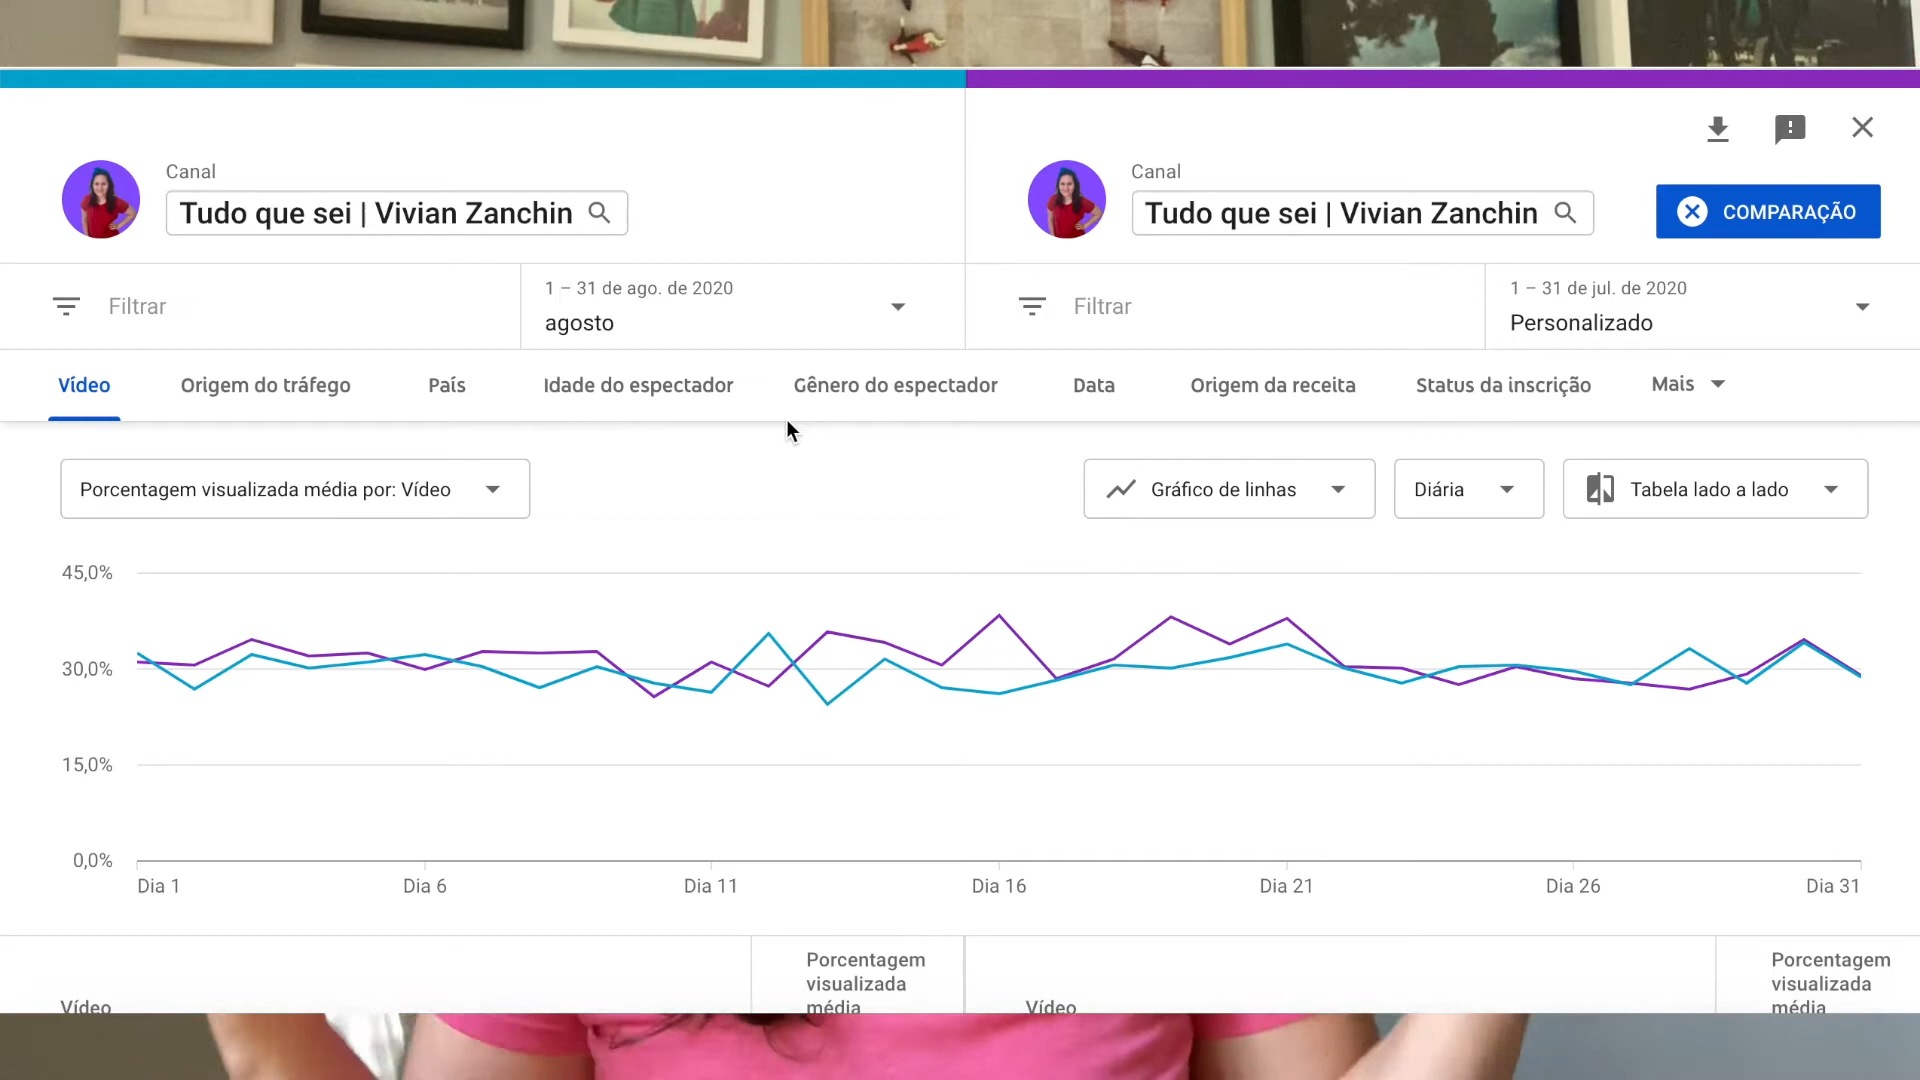 Canal
Tudo que sei | Vivian Zanchin
Canal
Tudo que sei | Vivian Zanchin
COMPARAÇÃO
Filtrar
1 – 31 de ago. de 2020
agosto
Filtrar
1 – 31 de jul. de 2020
Personalizado
Vídeo
Origem do tráfego
País
Idade do espectador
Gênero do espectador
Data
Origem da receita
Status da inscrição
Mais
Porcentagem visualizada média por: Vídeo
Gráfico de linhas
Diária
Tabela lado a lado
45,0%
30,0%
15,0%
0,0%
Dia 1
Dia 6
Dia 11
Dia 16
Dia 21
Dia 26
Dia 31
Vídeo
Porcentagem
visualizada
média
Vídeo
Porcentagem
visualizada
média